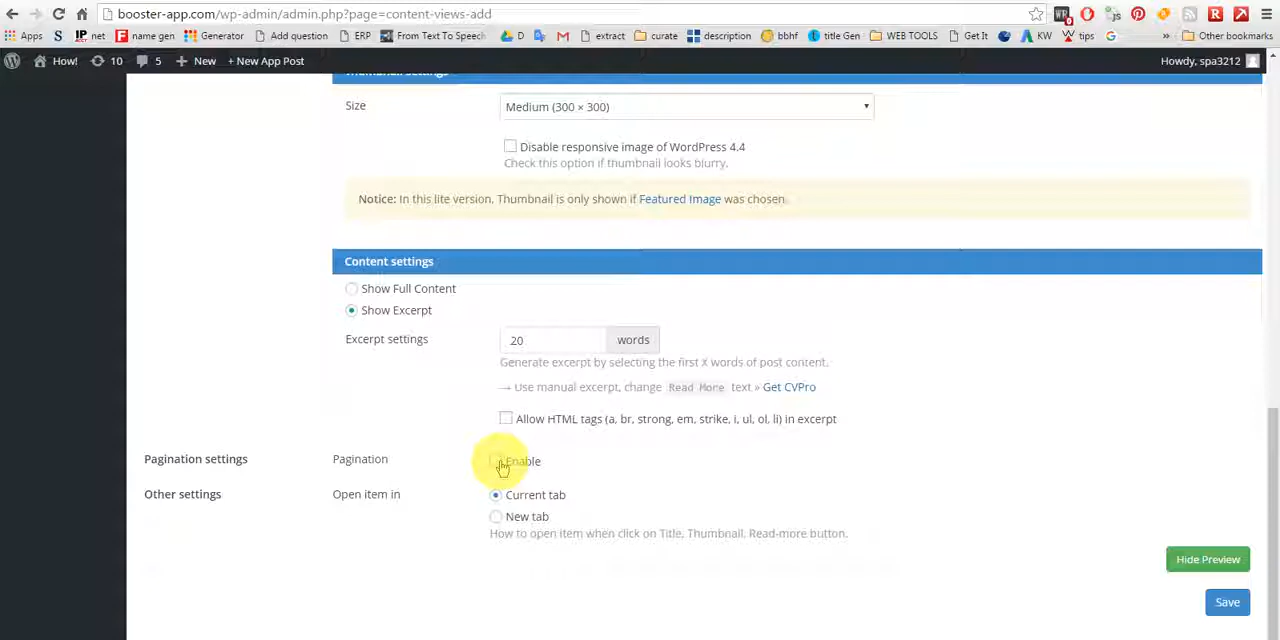 booster-app.com/wp-admin/admin.php?page=content-views-add
Apps S net name gen Generator Add question ERP From Text To Speech D extract curate description bbhf title Gen WEB TOOLS Get It KW tips » Other bookmarks
How! 10 5 + New + New App Post Howdy, spa3212
Thumbnail settings
Size Medium (300 × 300)
Disable responsive image of WordPress 4.4
Check this option if thumbnail looks blurry.
Notice: In this lite version, Thumbnail is only shown if Featured Image was chosen.
Content settings
Show Full Content
Show Excerpt
Excerpt settings 20 words
Generate excerpt by selecting the first X words of post content.
→ Use manual excerpt, change Read More text » Get CVPro
Allow HTML tags (a, br, strong, em, strike, i, ul, ol, li) in excerpt
Pagination settings Pagination Enable
Other settings Open item in Current tab
New tab
How to open item when click on Title, Thumbnail, Read-more button.
Hide Preview
Save